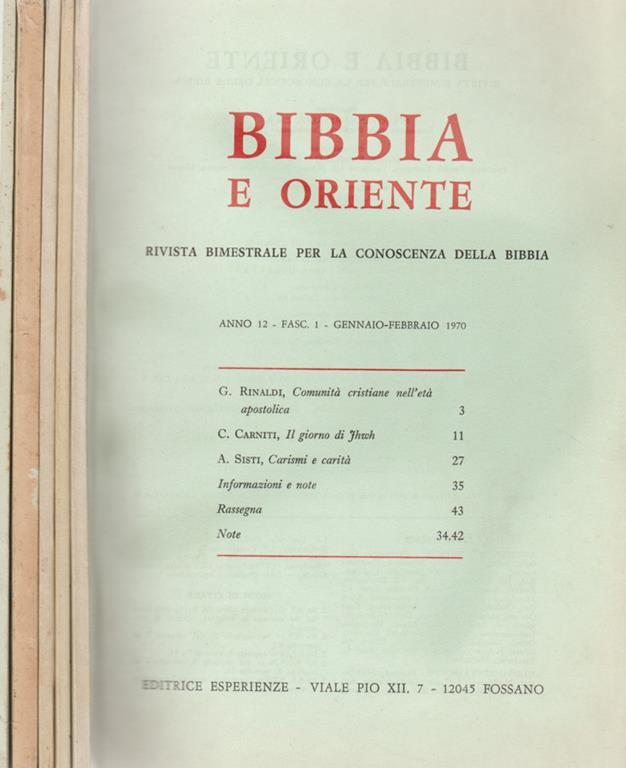 BIBBIA
E ORIENTE
RIVISTA BIMESTRALE PER LA CONOSCENZA DELLA BIBBIA
ANNO 12 - FASC. 1 - GENNAIO-FEBBRAIO 1970
G. RINALDI, Comunità cristiane nell'età
apostolica 3
C. CARNITI, Il giorno di Jhwh 11
A. SISTI, Carismi e carità 27
Informazioni e note 35
Rassegna 43
Note 34.42
EDITRICE ESPERIENZE - VIALE PIO XII, 7 - 12045 FOSSANO